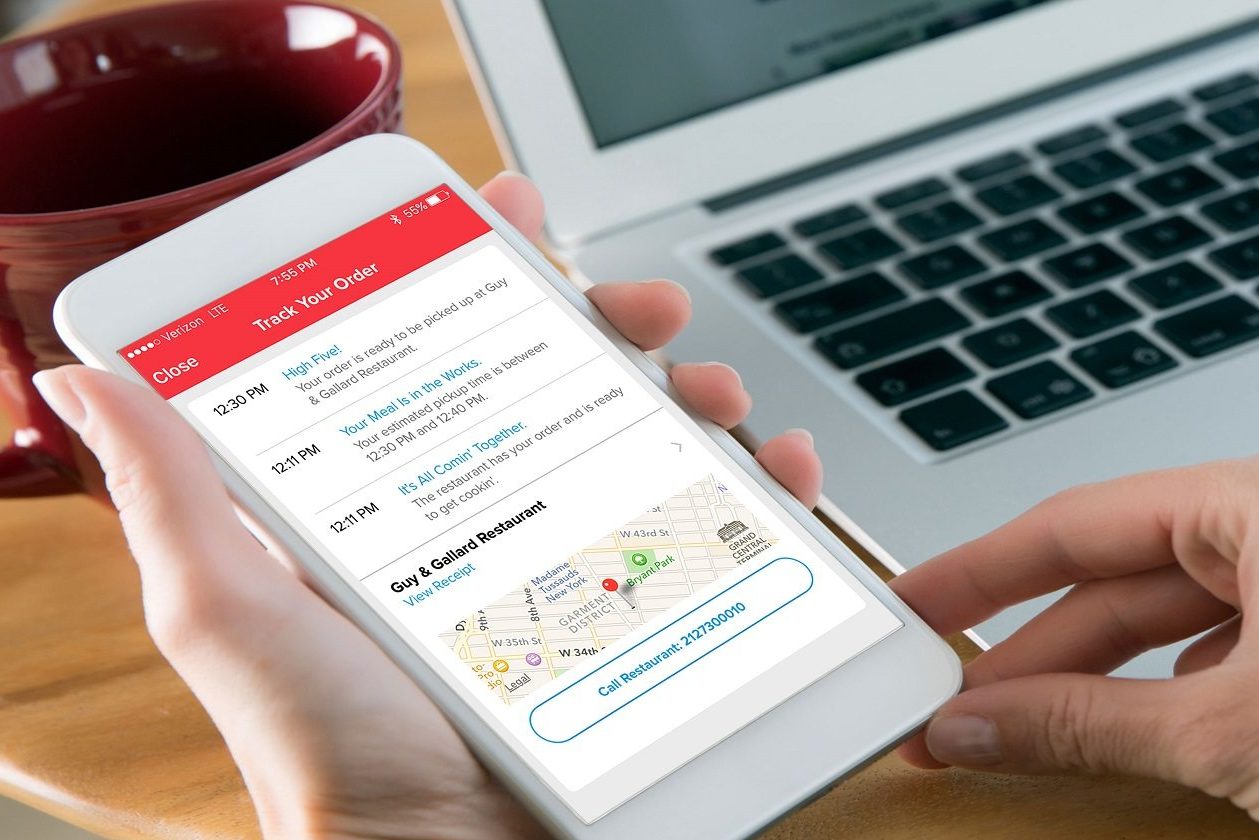 Verizon LTE
7:55 PM
55%
Close
Track Your Order
12:30 PM
High Five!
Your order is ready to be picked up at Guy
& Gallard Restaurant.
12:11 PM
Your Meal Is in the Works.
Your estimated pickup time is between
12:30 PM and 12:40 PM.
12:11 PM
It's All Comin' Together.
The restaurant has your order and is ready
to get cookin'.
Guy & Gallard Restaurant
View Receipt
N
W 43rd St
GRAND
CENTRAL
TERMINAL
Bryant Park
Madame
Tussauds
New York
8th Ave
9th
GARMENT
DISTRICT
W 35th St
W 34th
Legal
Call Restaurant: 2127300010